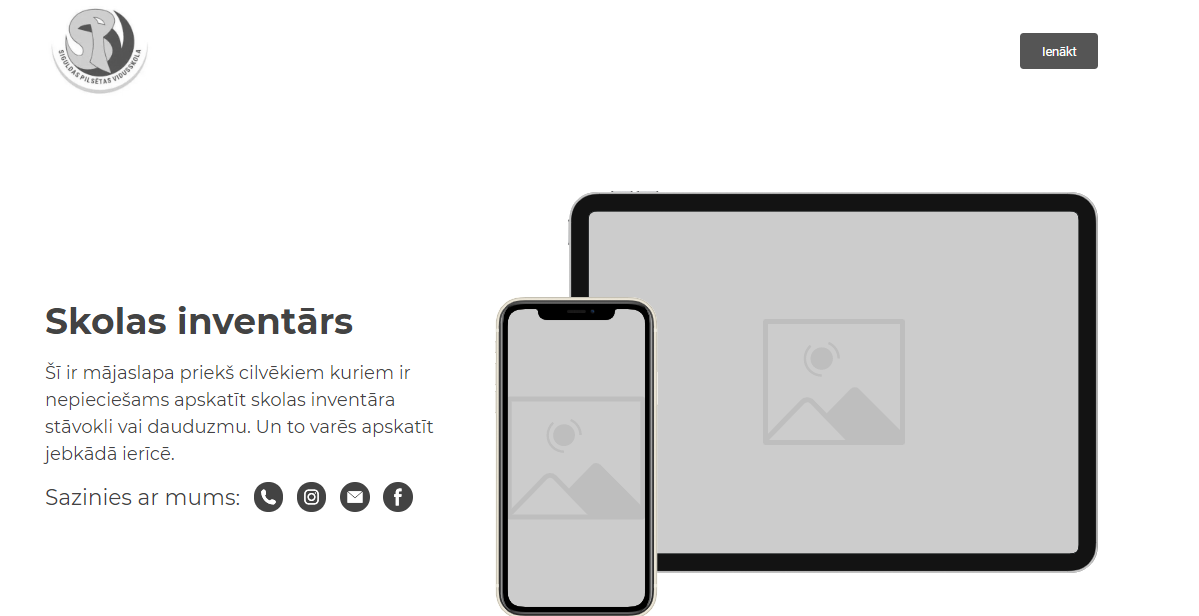 SIGULDAS PILSĒTAS VIDUSSKOLA
Ienākt
Skolas inventārs
Šī ir mājaslapa priekš cilvēkiem kuriem ir
nepieciešams apskatīt skolas inventāra
stāvokli vai dauduzmu. Un to varēs apskatīt
jebkādā ierīcē.
Sazinies ar mums: